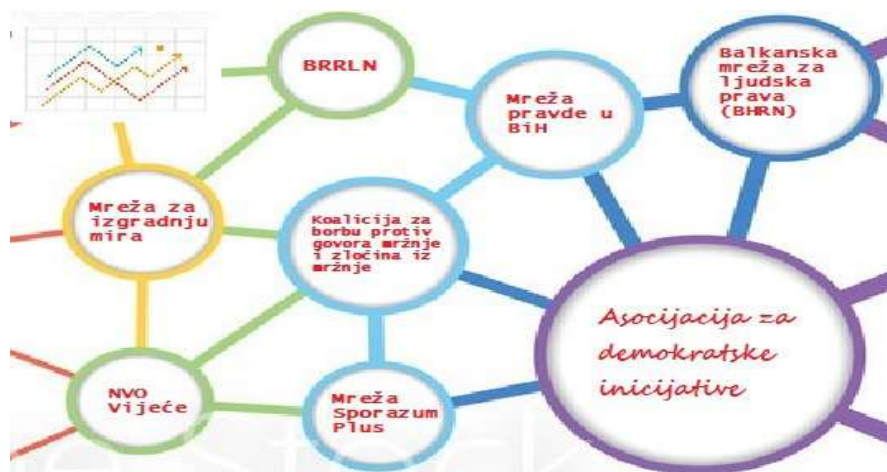 BRRLN
Mreža
pravde u
BiH
Balkanska
mreža za
ljudska
prava
(BHRN)
Mreža za
izgradnju
mira
Koalicija za
borbu protiv
govora mržnje
i zločina iz
mržnje
Asocijacija za
demokratske
inicijative
NVO
Vijeće
Mreža
Sporazum
Plus